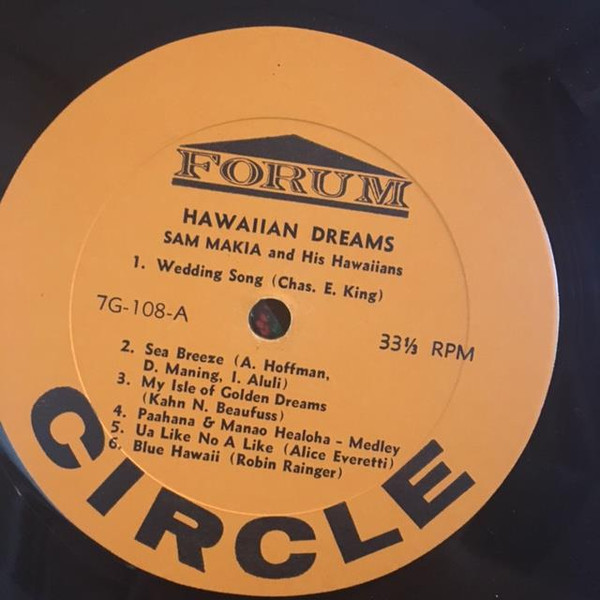 FORUM
HAWAIIAN DREAMS
SAM MAKIA and His Hawaiians
1. Wedding Song (Chas. E. King)
7G-108-A
33⅓ RPM
2. Sea Breeze (A. Hoffman,
D. Maning, I. Aluli)
3. My Isle of Golden Dreams
(Kahn N. Beaufuss)
4. Paahana & Manao Healoha - Medley
5. Ua Like No A Like (Alice Everetti)
6. Blue Hawaii (Robin Rainger)
CIRCLE